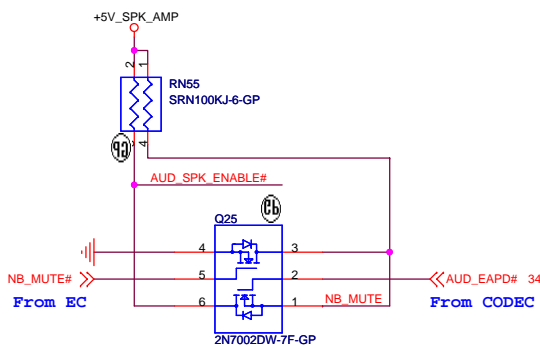 +5V_SPK_AMP
2 1
RN55
SRN100KJ-6-GP
3 4
AUD_SPK_ENABLE#
Q25
4 3
NB_MUTE# 5 2 AUD_EAPD# 34
From EC 6 1 NB_MUTE From CODEC
2N7002DW-7F-GP